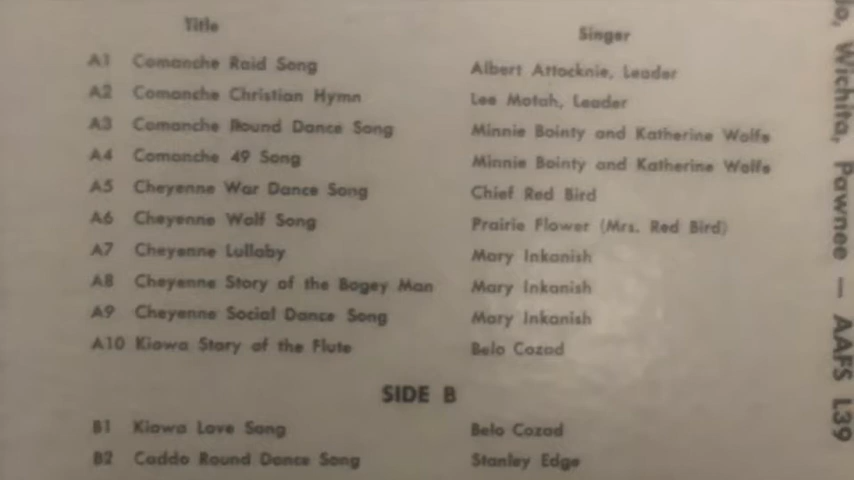 Title Singer
A1 Comanche Raid Song Albert Attocknie, Leader
A2 Comanche Christian Hymn Lee Motah, Leader
A3 Comanche Round Dance Song Minnie Bointy and Katherine Wolfe
A4 Comanche 49 Song Minnie Bointy and Katherine Wolfe
A5 Cheyenne War Dance Song Chief Red Bird
A6 Cheyenne Wolf Song Prairie Flower (Mrs. Red Bird)
A7 Cheyenne Lullaby Mary Inkanish
A8 Cheyenne Story of the Bogey Man Mary Inkanish
A9 Cheyenne Social Dance Song Mary Inkanish
A10 Kiowa Story of the Flute Belo Cozad
SIDE B
B1 Kiowa Love Song Belo Cozad
B2 Caddo Round Dance Song Stanley Edge
Wichita, Pawnee — AAFS L39